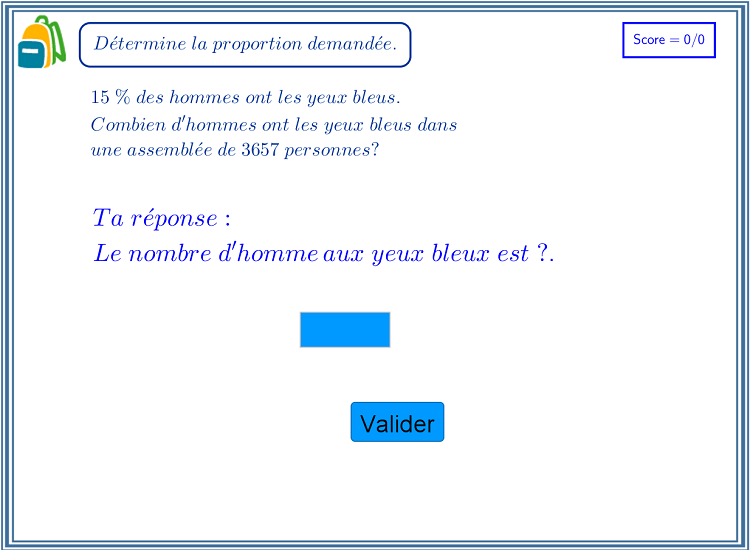 Détermine la proportion demandée.
Score = 0/0
15 % des hommes ont les yeux bleus.
Combien d'hommes ont les yeux bleus dans
une assemblée de 3657 personnes?
Ta réponse :
Le nombre d'homme aux yeux bleux est ?.
Valider